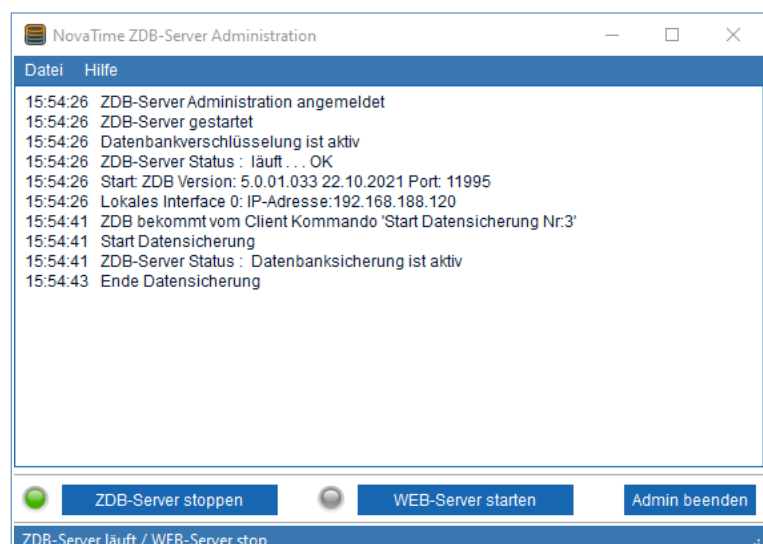 NovaTime ZDB-Server Administration
Datei Hilfe
15:54:26 ZDB-Server Administration angemeldet
15:54:26 ZDB-Server gestartet
15:54:26 Datenbankverschlüsselung ist aktiv
15:54:26 ZDB-Server Status : läuft . . . OK
15:54:26 Start: ZDB Version: 5.0.01.033 22.10.2021 Port: 11995
15:54:26 Lokales Interface 0: IP-Adresse:192.168.188.120
15:54:41 ZDB bekommt vom Client Kommando 'Start Datensicherung Nr:3'
15:54:41 Start Datensicherung
15:54:41 ZDB-Server Status : Datenbanksicherung ist aktiv
15:54:43 Ende Datensicherung
ZDB-Server stoppen WEB-Server starten Admin beenden
ZDB-Server läuft / WEB-Server stop